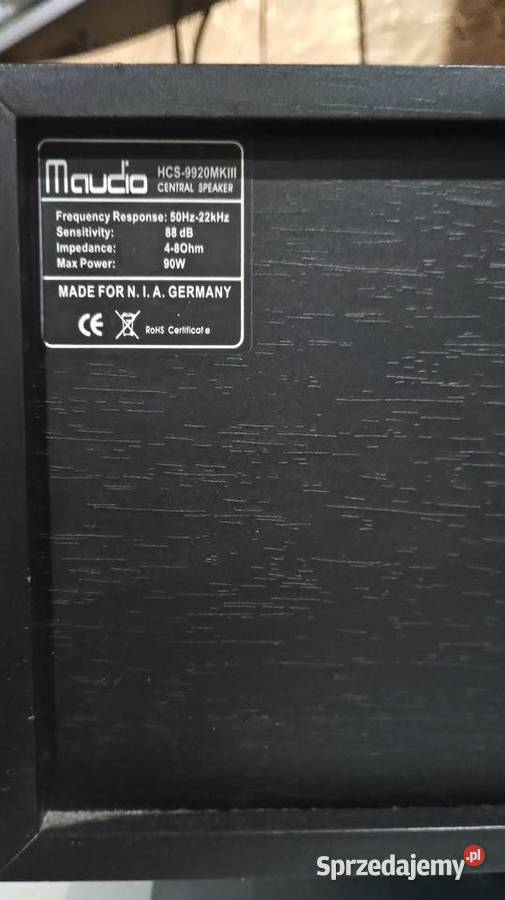 Maudio HCS-9920MKIII
CENTRAL SPEAKER
Frequency Response: 50Hz-22kHz
Sensitivity: 88 dB
Impedance: 4-8Ohm
Max Power: 90W
MADE FOR N. I. A. GERMANY
CE RoHS Certificate
Sprzedajemy.pl